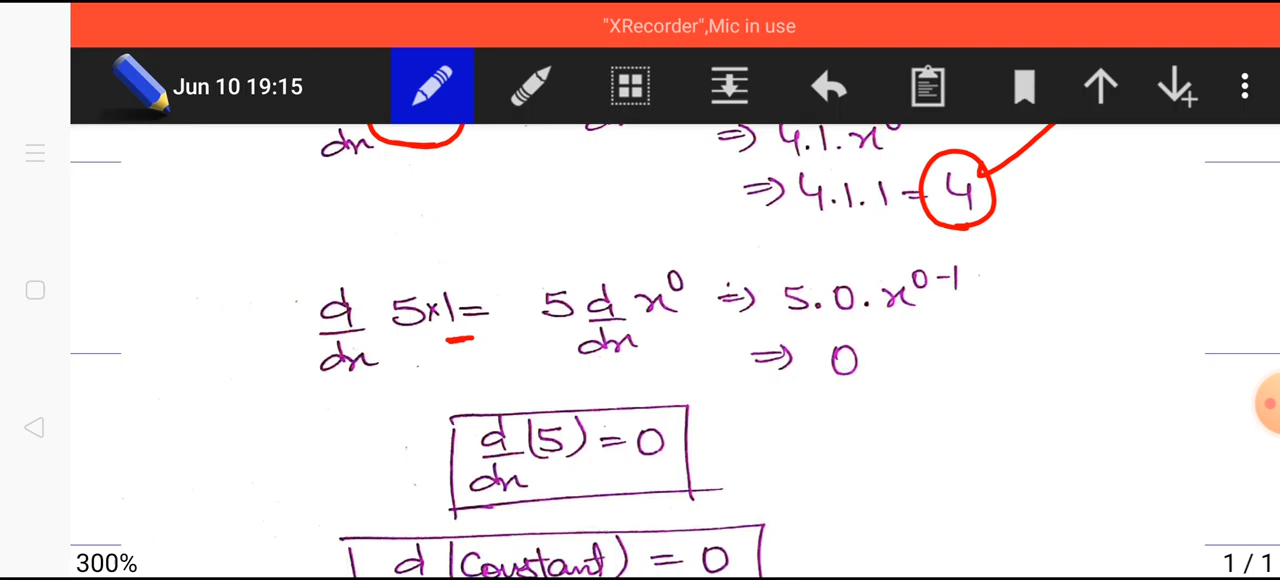 "XRecorder",Mic in use
Jun 10 19:15
dx
⇒ 4.1.x⁰
⇒ 4.1.1 = 4
d/dx 5×1 = 5 d/dx x⁰ ⇒ 5.0.x⁰⁻¹
⇒ 0
d/dx (5) = 0
d (Constant) = 0
300%
1 / 1